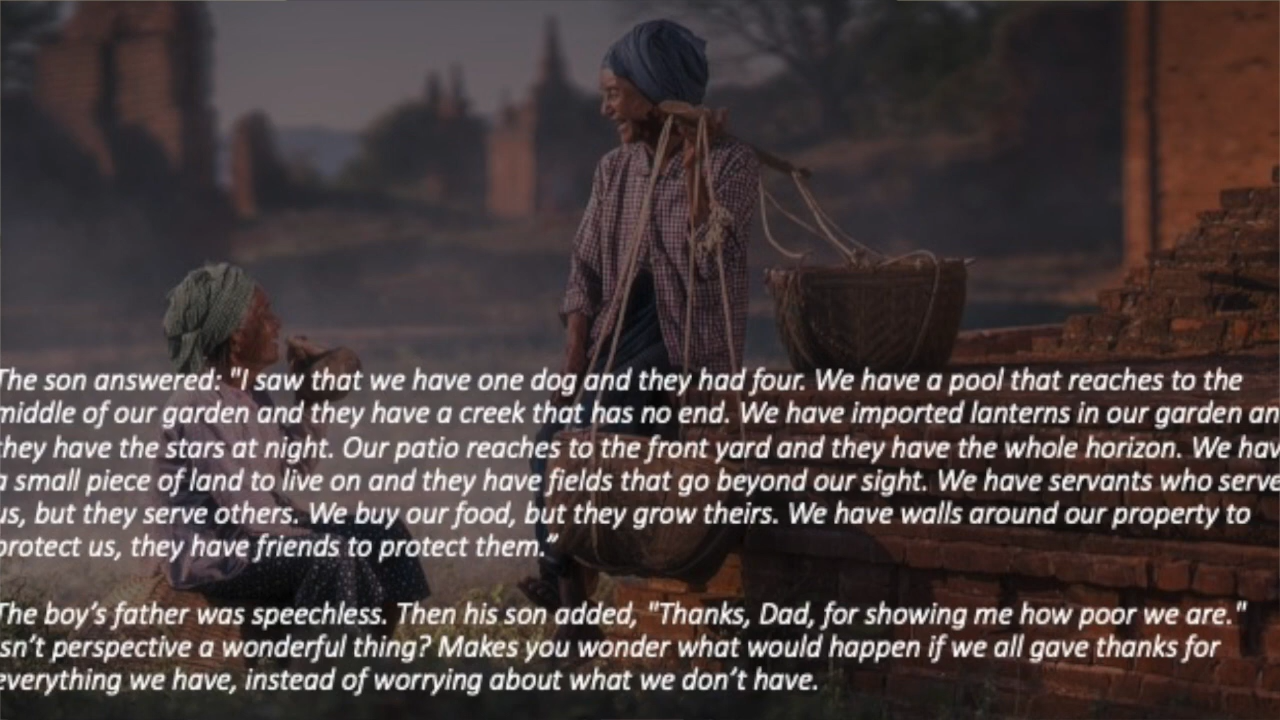 The son answered: "I saw that we have one dog and they had four. We have a pool that reaches to the
middle of our garden and they have a creek that has no end. We have imported lanterns in our garden an
they have the stars at night. Our patio reaches to the front yard and they have the whole horizon. We hav
a small piece of land to live on and they have fields that go beyond our sight. We have servants who serve
us, but they serve others. We buy our food, but they grow theirs. We have walls around our property to
protect us, they have friends to protect them.”
The boy’s father was speechless. Then his son added, "Thanks, Dad, for showing me how poor we are."
Isn’t perspective a wonderful thing? Makes you wonder what would happen if we all gave thanks for
everything we have, instead of worrying about what we don’t have.